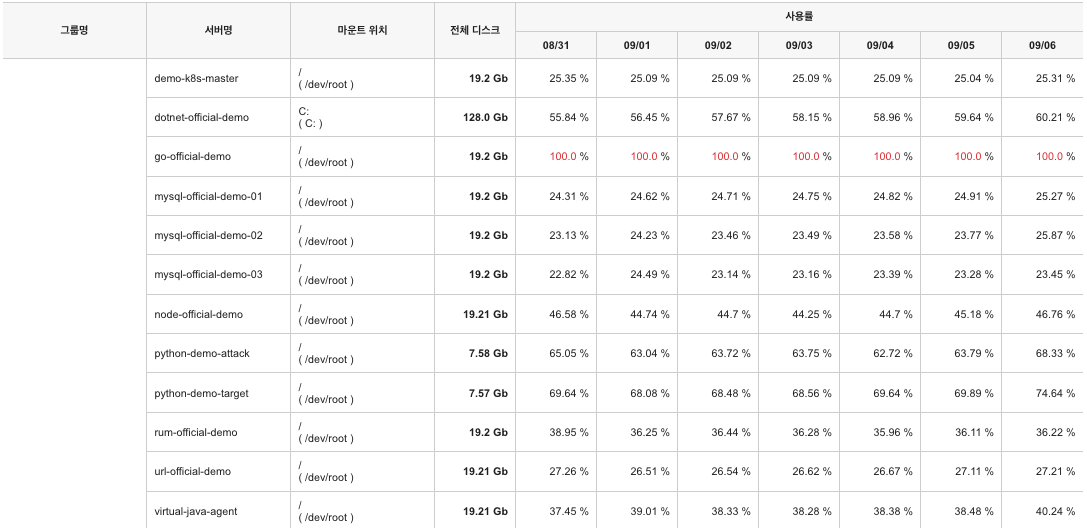 그룹명 서버명 마운트 위치 전체 디스크 사용률
08/31 09/01 09/02 09/03 09/04 09/05 09/06
demo-k8s-master / ( /dev/root ) 19.2 Gb 25.35 % 25.09 % 25.09 % 25.09 % 25.09 % 25.04 % 25.31 %
dotnet-official-demo C: ( C: ) 128.0 Gb 55.84 % 56.45 % 57.67 % 58.15 % 58.96 % 59.64 % 60.21 %
go-official-demo / ( /dev/root ) 19.2 Gb 100.0 % 100.0 % 100.0 % 100.0 % 100.0 % 100.0 % 100.0 %
mysql-official-demo-01 / ( /dev/root ) 19.2 Gb 24.31 % 24.62 % 24.71 % 24.75 % 24.82 % 24.91 % 25.27 %
mysql-official-demo-02 / ( /dev/root ) 19.2 Gb 23.13 % 24.23 % 23.46 % 23.49 % 23.58 % 23.77 % 25.87 %
mysql-official-demo-03 / ( /dev/root ) 19.2 Gb 22.82 % 24.49 % 23.14 % 23.16 % 23.39 % 23.28 % 23.45 %
node-official-demo / ( /dev/root ) 19.21 Gb 46.58 % 44.74 % 44.7 % 44.25 % 44.7 % 45.18 % 46.76 %
python-demo-attack / ( /dev/root ) 7.58 Gb 65.05 % 63.04 % 63.72 % 63.75 % 62.72 % 63.79 % 68.33 %
python-demo-target / ( /dev/root ) 7.57 Gb 69.64 % 68.08 % 68.48 % 68.56 % 69.64 % 69.89 % 74.64 %
rum-official-demo / ( /dev/root ) 19.2 Gb 38.95 % 36.25 % 36.44 % 36.28 % 35.96 % 36.11 % 36.22 %
url-official-demo / ( /dev/root ) 19.21 Gb 27.26 % 26.51 % 26.54 % 26.62 % 26.67 % 27.11 % 27.21 %
virtual-java-agent / ( /dev/root ) 19.21 Gb 37.45 % 39.01 % 38.33 % 38.28 % 38.38 % 38.48 % 40.24 %